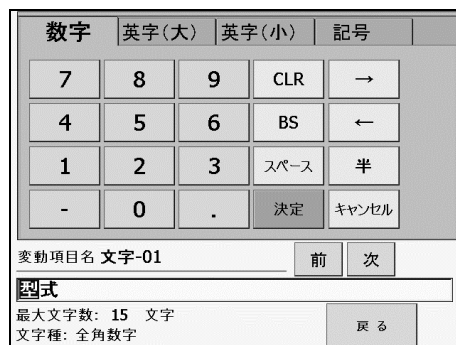 数字 英字(大) 英字(小) 記号
7 8 9 CLR →
4 5 6 BS ←
1 2 3 スペース 半
- 0 . 決定 キャンセル
変動項目名 文字-01 前 次
型式
最大文字数: 15 文字
文字種: 全角数字 戻る